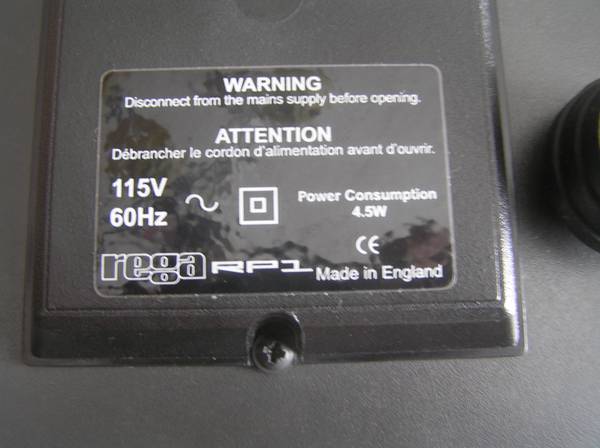 WARNING
Disconnect from the mains supply before opening.
ATTENTION
Débrancher le cordon d'alimentation avant d'ouvrir.
115V
60Hz
Power Consumption
4.5W
CE
rega RP1 Made in England